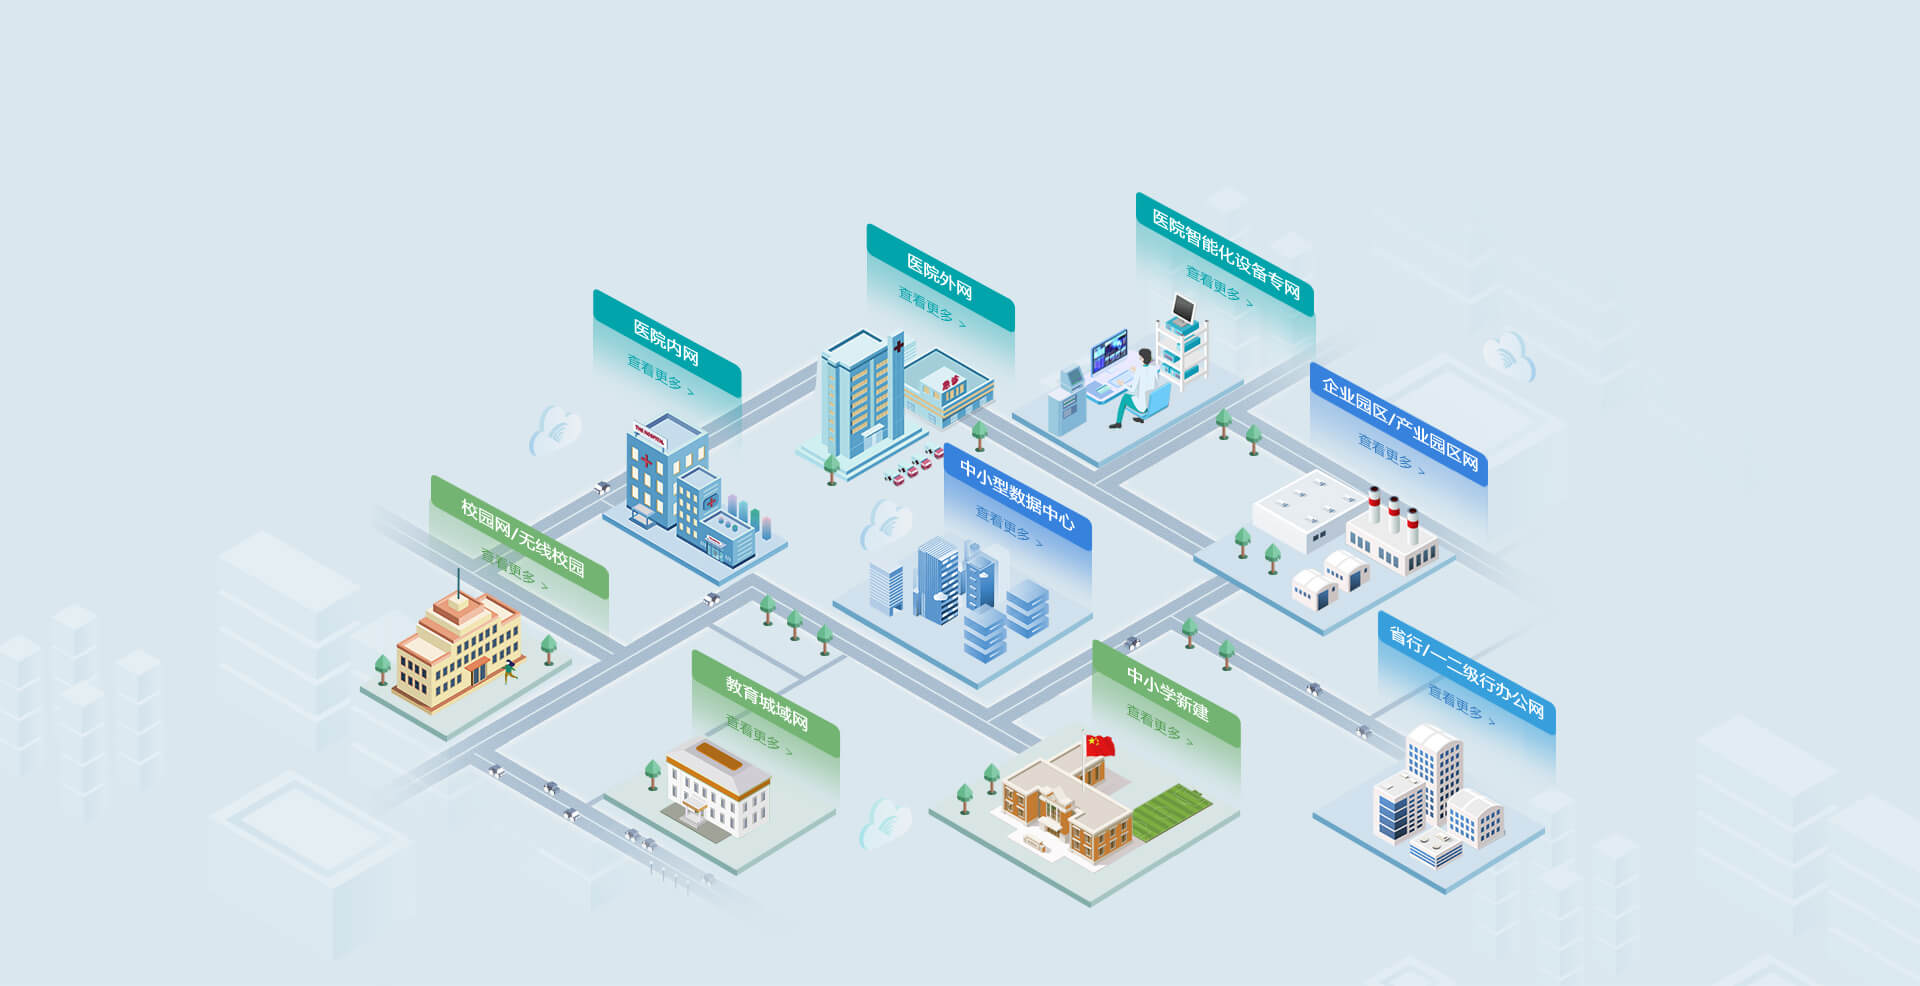 医院智能化设备专网
查看更多 >
医院外网
查看更多 >
医院内网
查看更多 >
THE HOSPITAL
企业园区/产业园区网
查看更多 >
中小型数据中心
查看更多 >
校园网/无线校园
查看更多 >
省行/一二级行办公网
查看更多 >
中小学新建
查看更多 >
教育城域网
查看更多 >